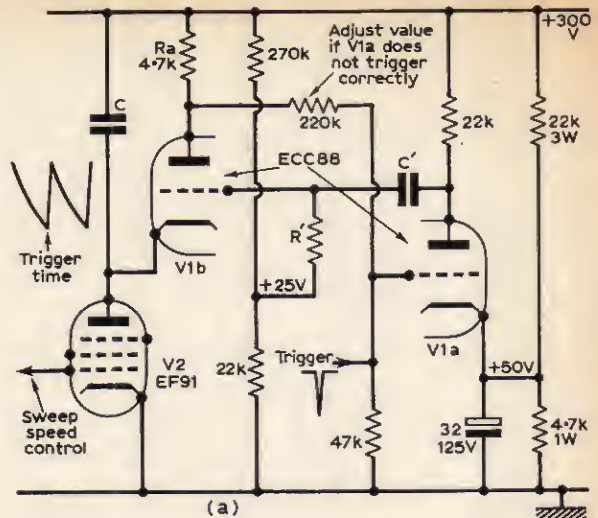 +300
V
Ra
4·7k
270k
Adjust value
if V1a does
not trigger
correctly
220k
22k
22k
3W
C
ECC88
C'
R'
V1b
Trigger
time
+25V
V1a
V2
EF91
22k
Trigger
+50V
Sweep
speed
control
47k
32
125V
4·7k
1W
(a)